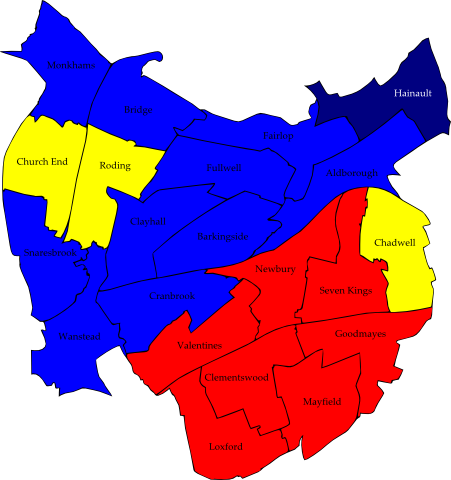 Monkhams
Hainault
Bridge
Fairlop
Church End
Roding
Fullwell
Aldborough
Clayhall
Barkingside
Chadwell
Snaresbrook
Newbury
Seven Kings
Cranbrook
Wanstead
Goodmayes
Valentines
Clementswood
Mayfield
Loxford